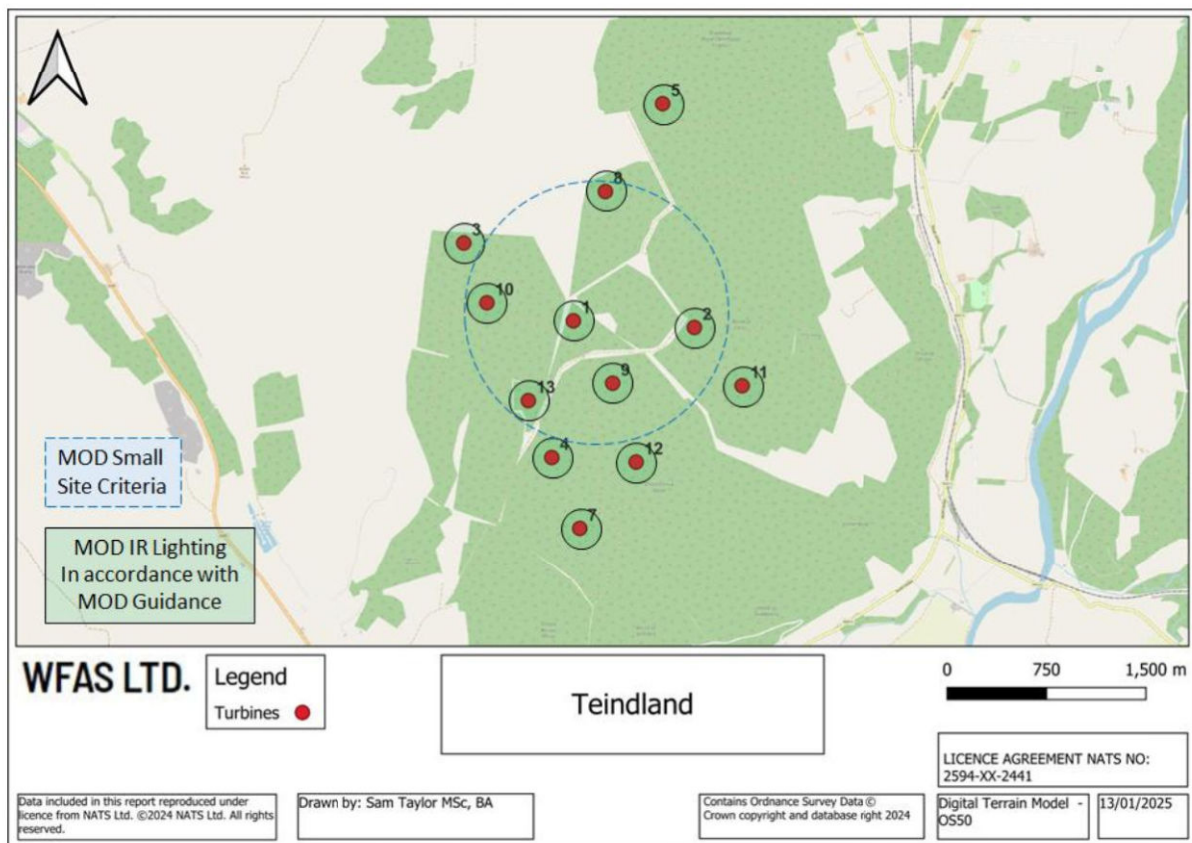 5
8
3
10
1
2
9
11
13
4
12
7
MOD Small
Site Criteria
MOD IR Lighting
In accordance with
MOD Guidance
WFAS LTD.
Legend
Turbines
Teindland
0 750 1,500 m
LICENCE AGREEMENT NATS NO:
2594-XX-2441
Data included in this report reproduced under
licence from NATS Ltd. ©2024 NATS Ltd. All rights
reserved.
Drawn by: Sam Taylor MSc, BA
Contains Ordnance Survey Data ©
Crown copyright and database right 2024
Digital Terrain Model -
OS50
13/01/2025